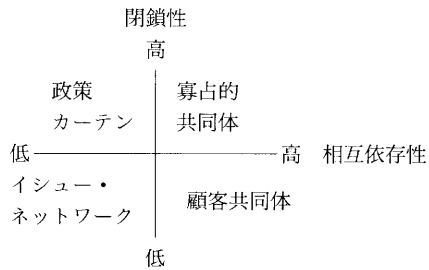 閉鎖性
高
政策
カーテン
寡占的
共同体
低
高
相互依存性
イシュー・
ネットワーク
顧客共同体
低